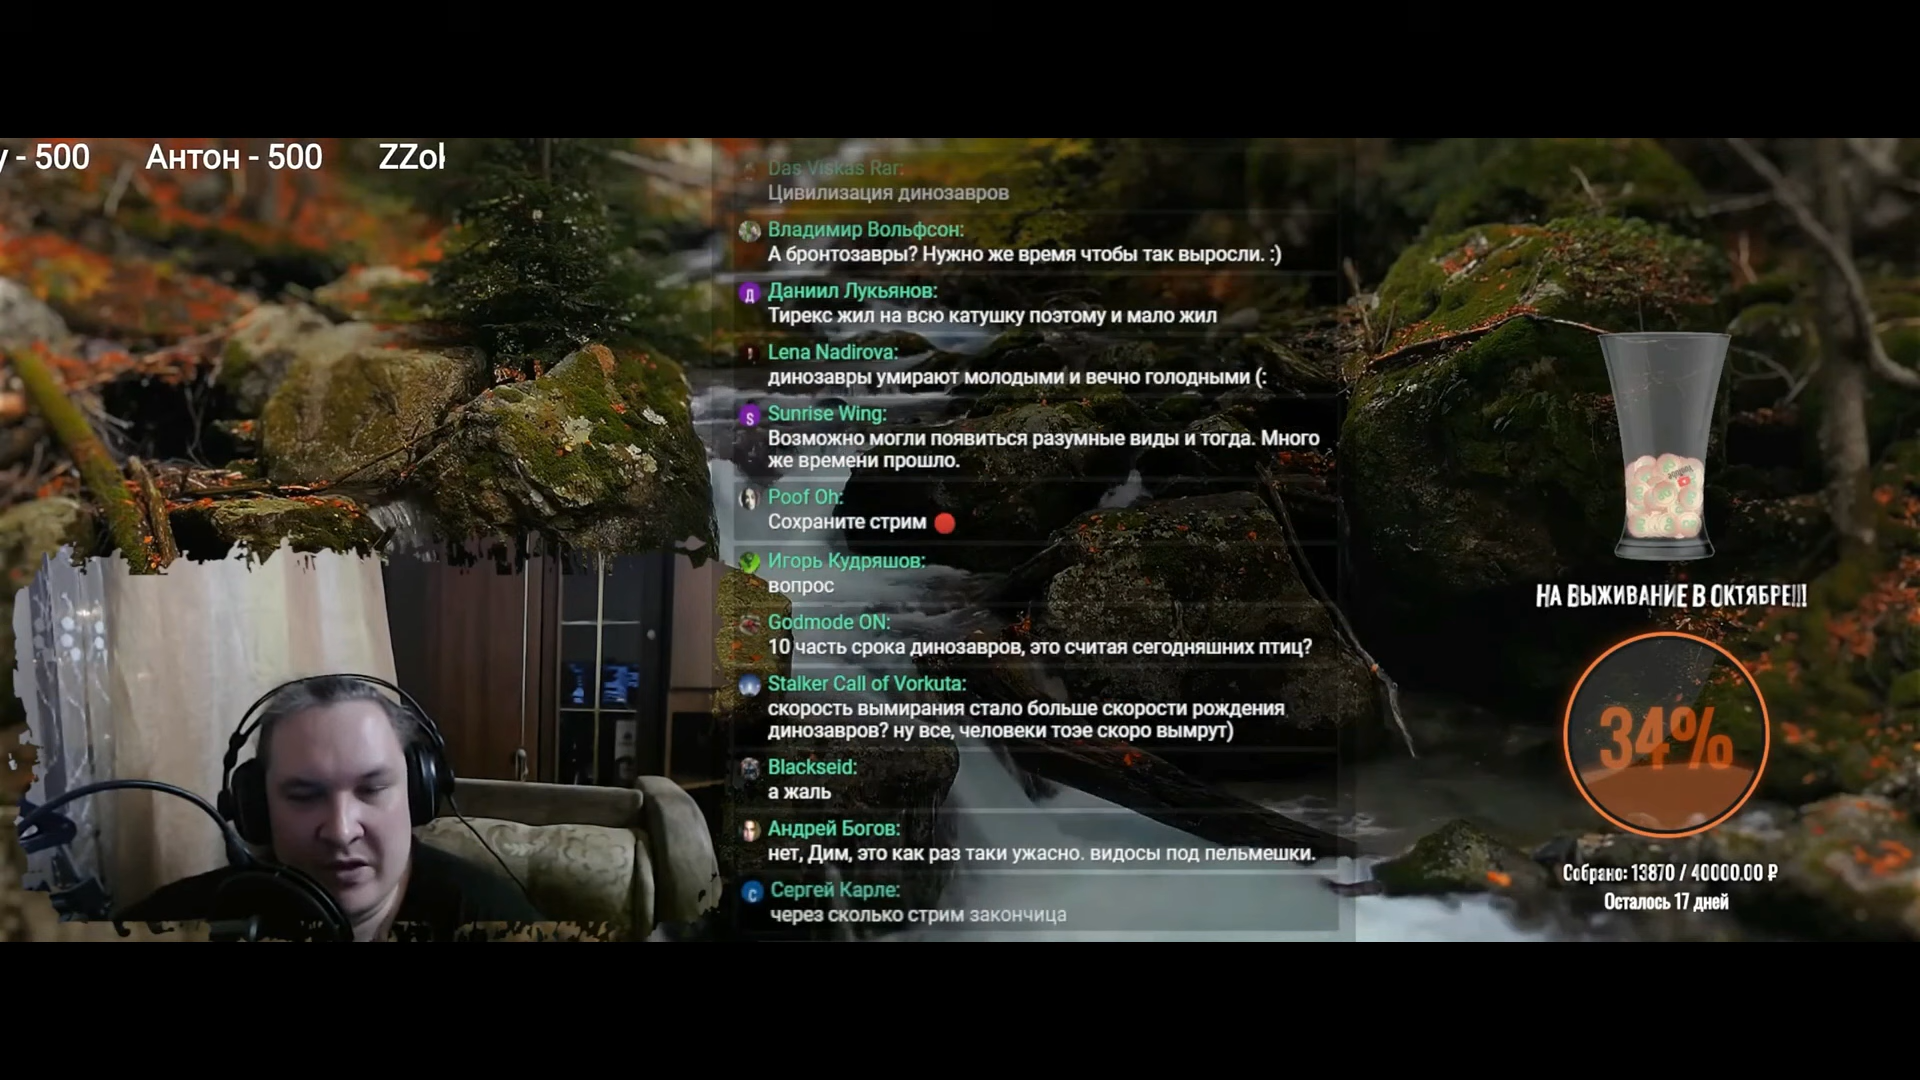 - 500 Антон - 500
Das Viskas Rar:
Цивилизация динозавров
Владимир Вольфсон:
А бронтозавры? Нужно же время чтобы так выросли. :)
Даниил Лукьянов:
Тирекс жил на всю катушку поэтому и мало жил
Lena Nadirova:
динозавры умирают молодыми и вечно голодными (:
Sunrise Wing:
Возможно могли появиться разумные виды и тогда. Много
же времени прошло.
Poof Oh:
Сохраните стрим
Игорь Кудряшов:
вопрос
Godmode ON:
10 часть срока динозавров, это считая сегодняшних птиц?
Stalker Call of Vorkuta:
скорость вымирания стало больше скорости рождения
динозавров? ну все, человеки тоэе скоро вымрут)
Blackseid:
а жаль
Андрей Богов:
нет, Дим, это как раз таки ужасно. видосы под пельмешки.
Сергей Карле:
через сколько стрим закончица
НА ВЫЖИВАНИЕ В ОКТЯБРЕ!!!
34%
Собрано: 13870 / 40000.00 ₽
Осталось 17 дней